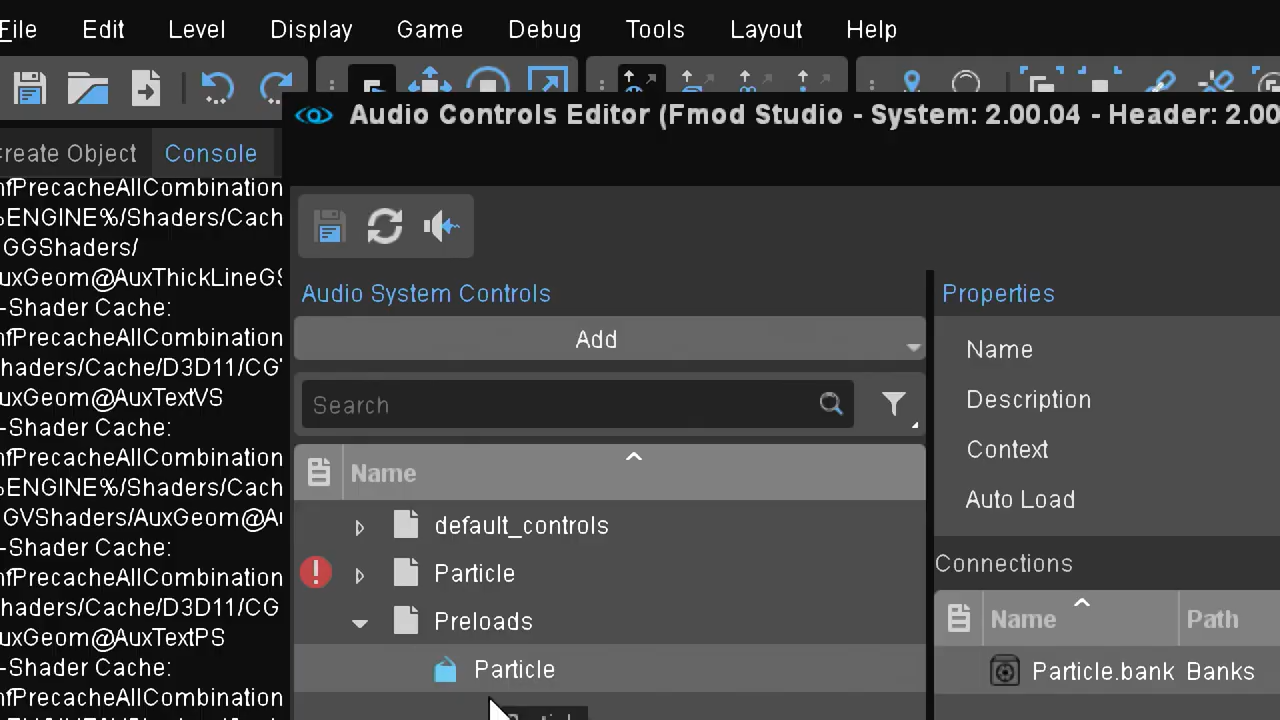 File Edit Level Display Game Debug Tools Layout Help
Audio Controls Editor (Fmod Studio - System: 2.00.04 - Header: 2.00
Create Object Console
nfPrecacheAllCombination
%ENGINE%/Shaders/Cach
GGShaders/
uxGeom@AuxThickLineGS
-Shader Cache:
nfPrecacheAllCombination
haders/Cache/D3D11/CG
uxGeom@AuxTextVS
-Shader Cache:
nfPrecacheAllCombination
%ENGINE%/Shaders/Cach
GVShaders/AuxGeom@Au
-Shader Cache:
nfPrecacheAllCombination
haders/Cache/D3D11/CG
uxGeom@AuxTextPS
-Shader Cache:
nfPrecacheAllCombination
Audio System Controls
Add
Search
Name
default_controls
Particle
Preloads
Particle
Properties
Name
Description
Context
Auto Load
Connections
Name Path
Particle.bank Banks